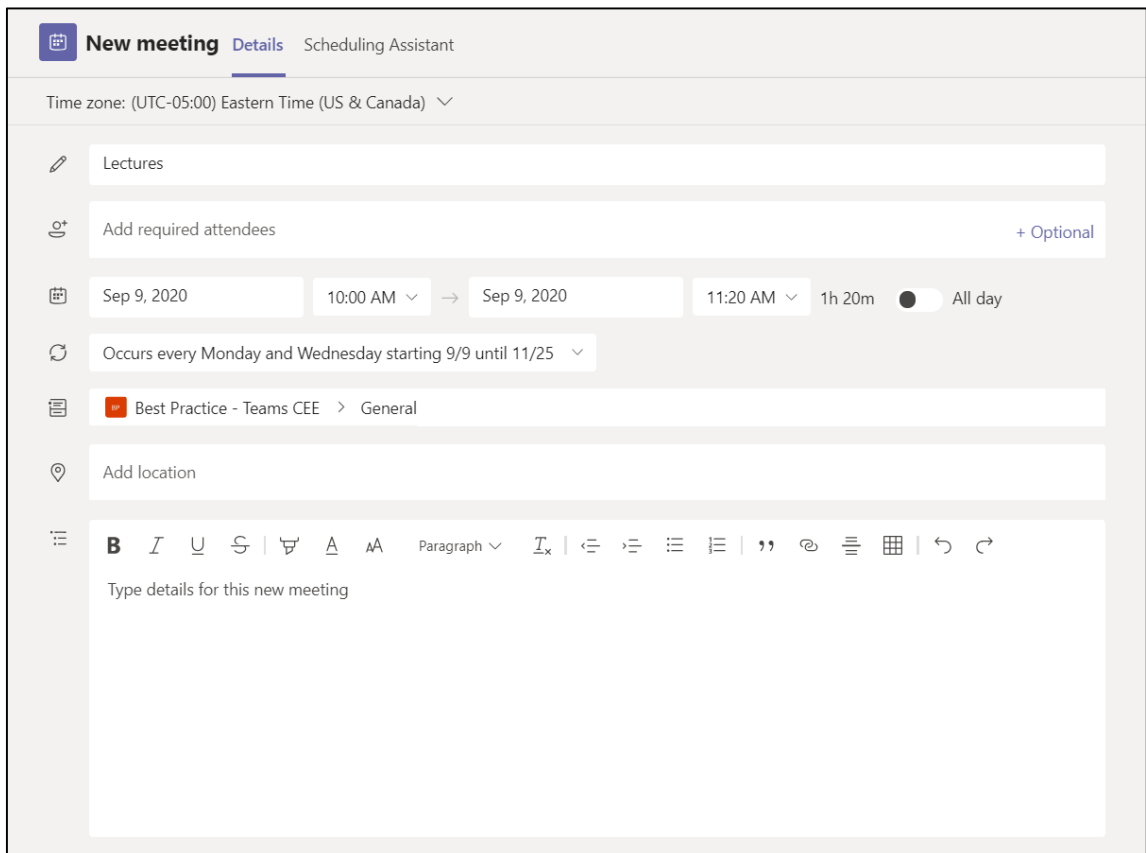 New meeting Details Scheduling Assistant
Time zone: (UTC-05:00) Eastern Time (US & Canada)
Lectures
Add required attendees + Optional
Sep 9, 2020 10:00 AM → Sep 9, 2020 11:20 AM 1h 20m All day
Occurs every Monday and Wednesday starting 9/9 until 11/25
BP Best Practice - Teams CEE > General
Add location
B I U S A AA Paragraph Tx
Type details for this new meeting